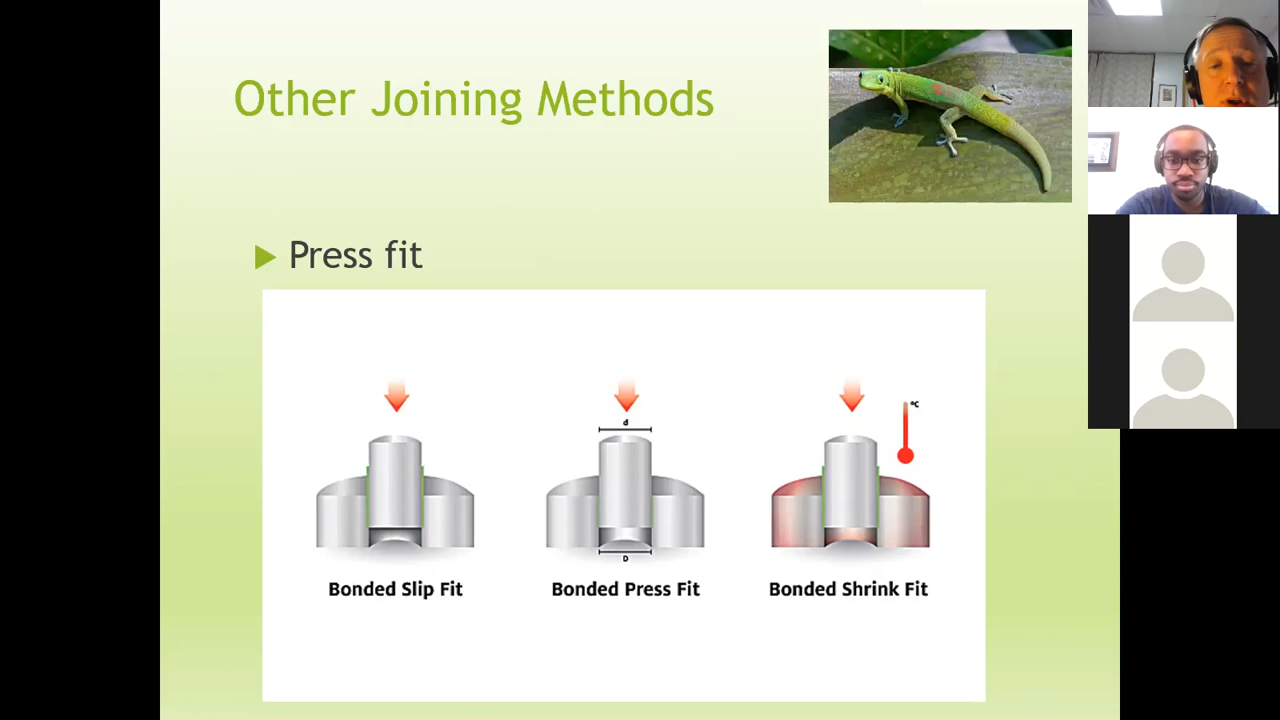 Other Joining Methods
Press fit
d
°C
D
Bonded Slip Fit
Bonded Press Fit
Bonded Shrink Fit